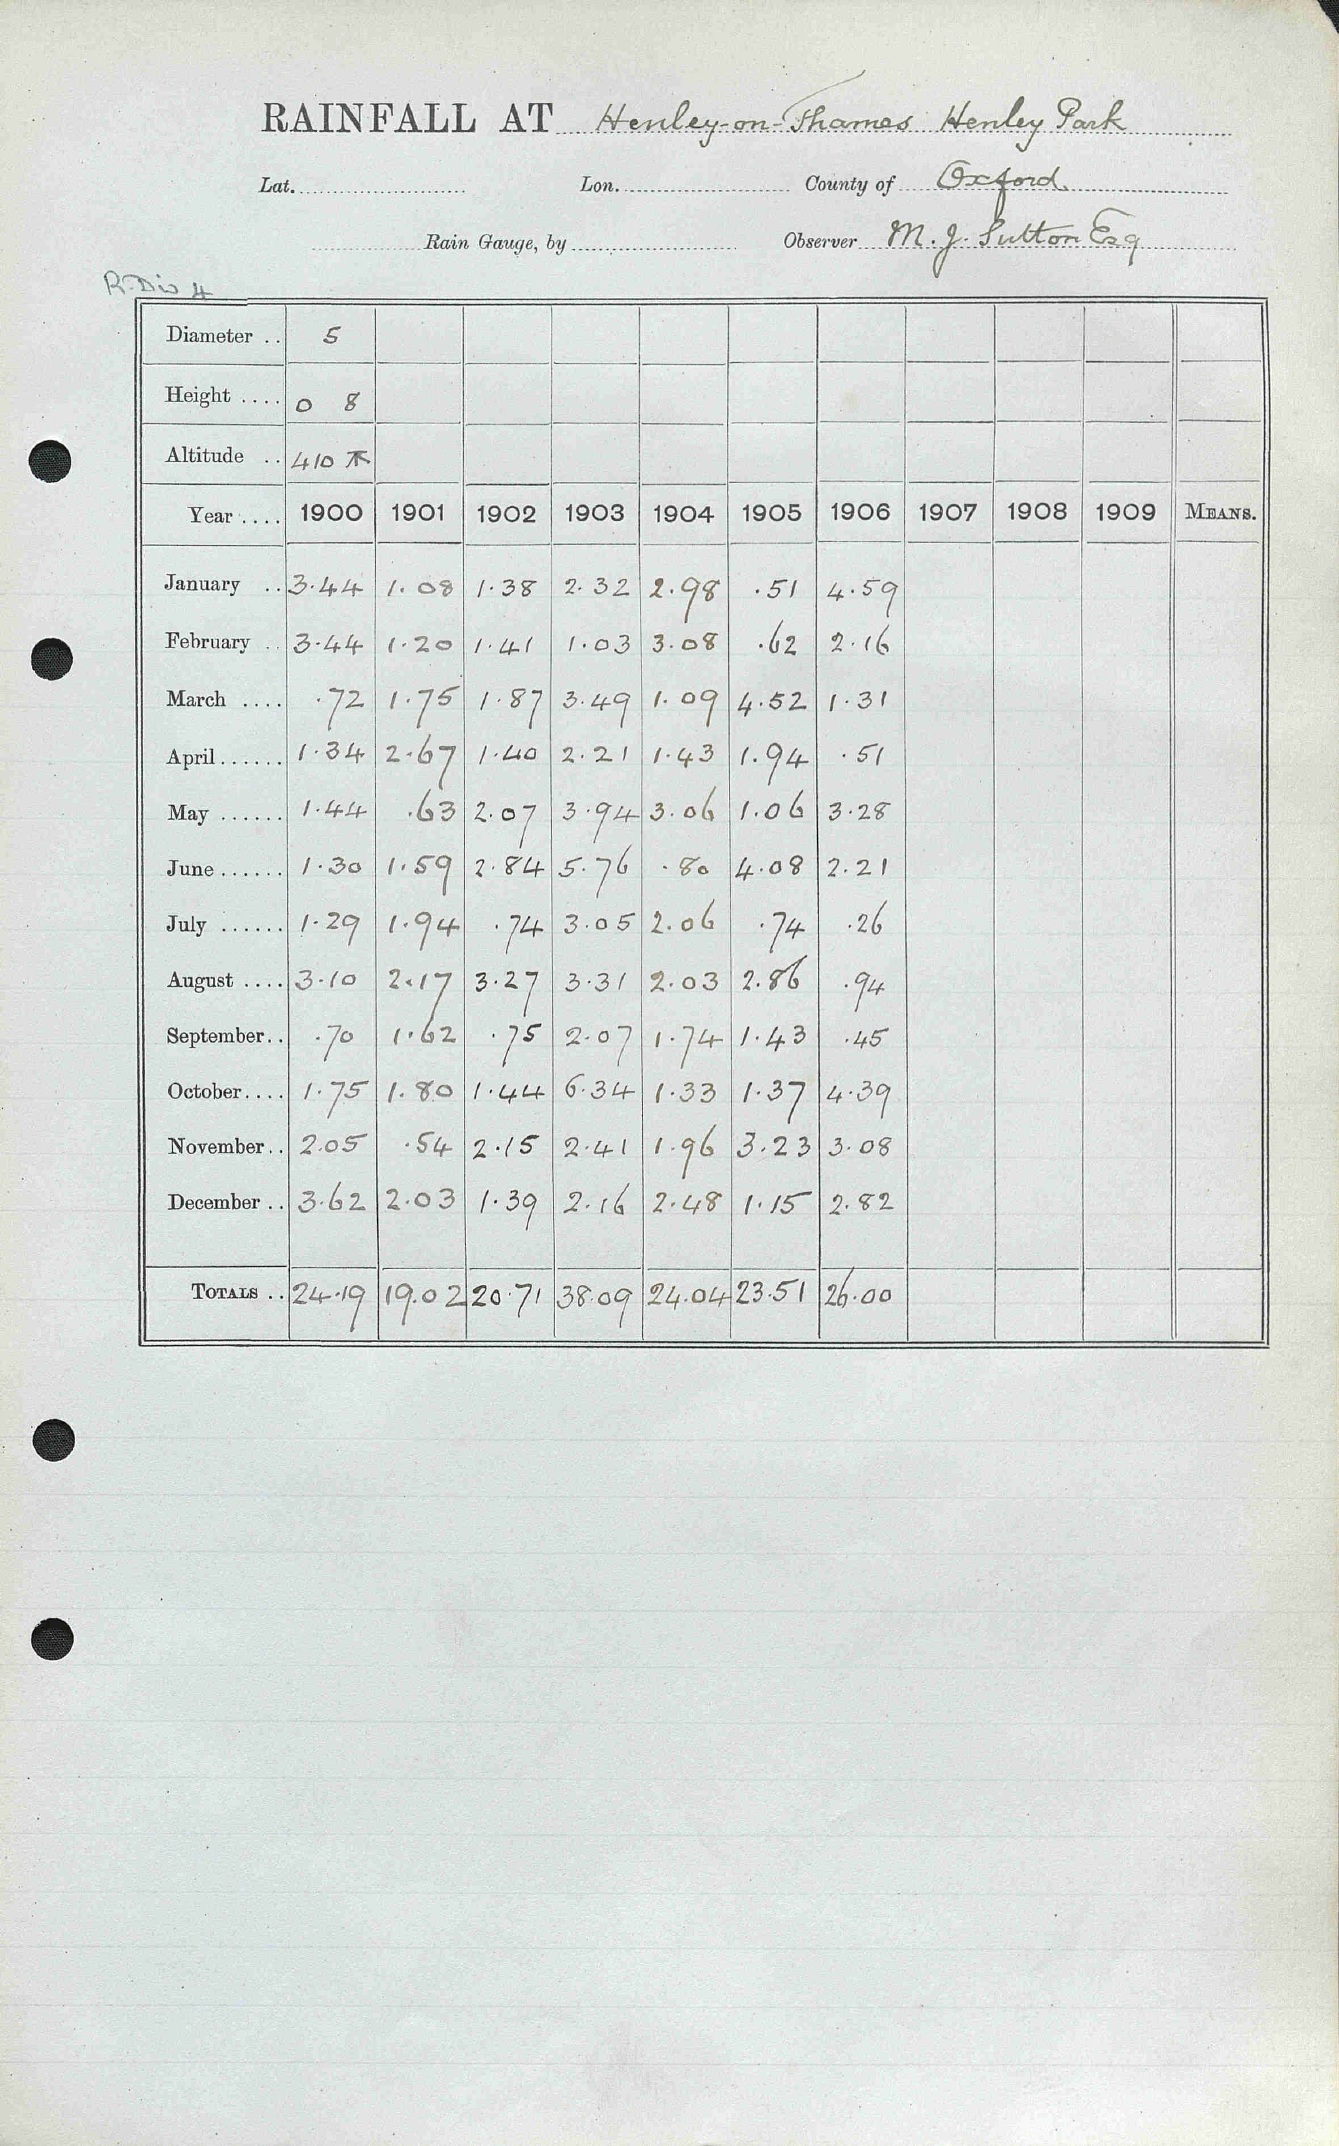 RAINFALL AT Henley-on-Thames Henley Park
Lat. Lon. County of Oxford.
Rain Gauge, by Observer M. J. Sutton Esq
R. Div 4
Diameter .. 5
Height .... 0 8
Altitude .. 410
Year .... 1900 1901 1902 1903 1904 1905 1906 1907 1908 1909 MEANS.
January .. 3.44 1.08 1.38 2.32 2.98 .51 4.59
February .. 3.44 1.20 1.41 1.03 3.08 .62 2.16
March .... .72 1.75 1.87 3.49 1.09 4.52 1.31
April ...... 1.34 2.67 1.40 2.21 1.43 1.94 .51
May ...... 1.44 .63 2.07 3.94 3.06 1.06 3.28
June ...... 1.30 1.59 2.84 5.76 .80 4.08 2.21
July ...... 1.29 1.94 .74 3.05 2.06 .74 .26
August .... 3.10 2.17 3.27 3.31 2.03 2.86 .94
September.. .70 1.62 .75 2.07 1.74 1.43 .45
October.... 1.75 1.80 1.44 6.34 1.33 1.37 4.39
November.. 2.05 .54 2.15 2.41 1.96 3.23 3.08
December .. 3.62 2.03 1.39 2.16 2.48 1.15 2.82
TOTALS .. 24.19 19.02 20.71 38.09 24.04 23.51 26.00